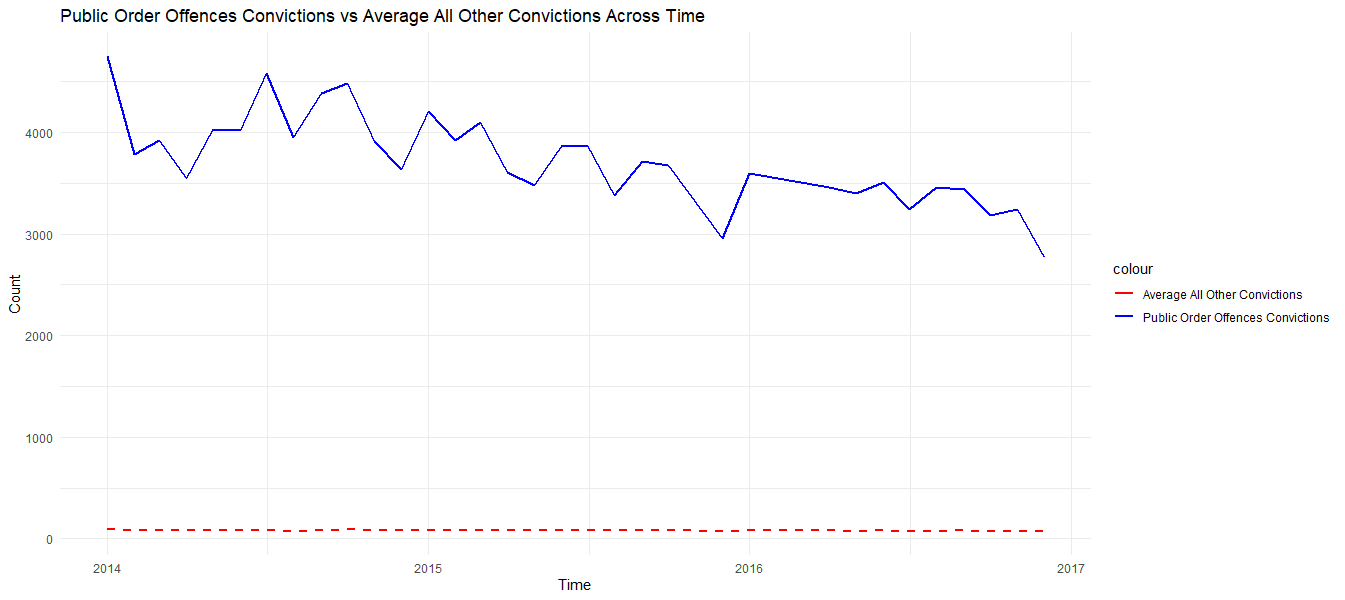 Public Order Offences Convictions vs Average All Other Convictions Across Time
Count
4000
3000
2000
1000
0
2014
2015
2016
2017
Time
colour
Average All Other Convictions
Public Order Offences Convictions